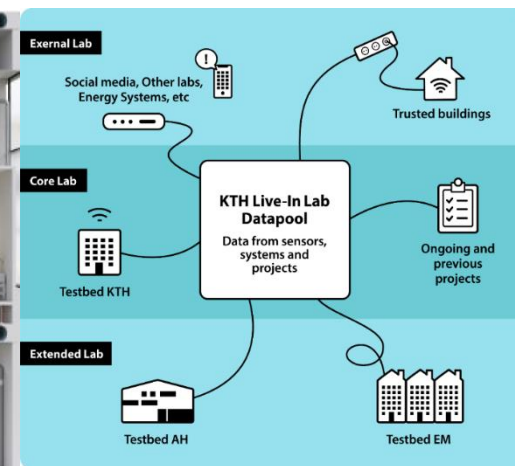 Exernal Lab
Social media, Other labs,
Energy Systems, etc
!
Trusted buildings
Core Lab
KTH Live-In Lab
Datapool
Data from sensors,
systems and
projects
Testbed KTH
Ongoing and
previous
projects
Extended Lab
Testbed AH
Testbed EM